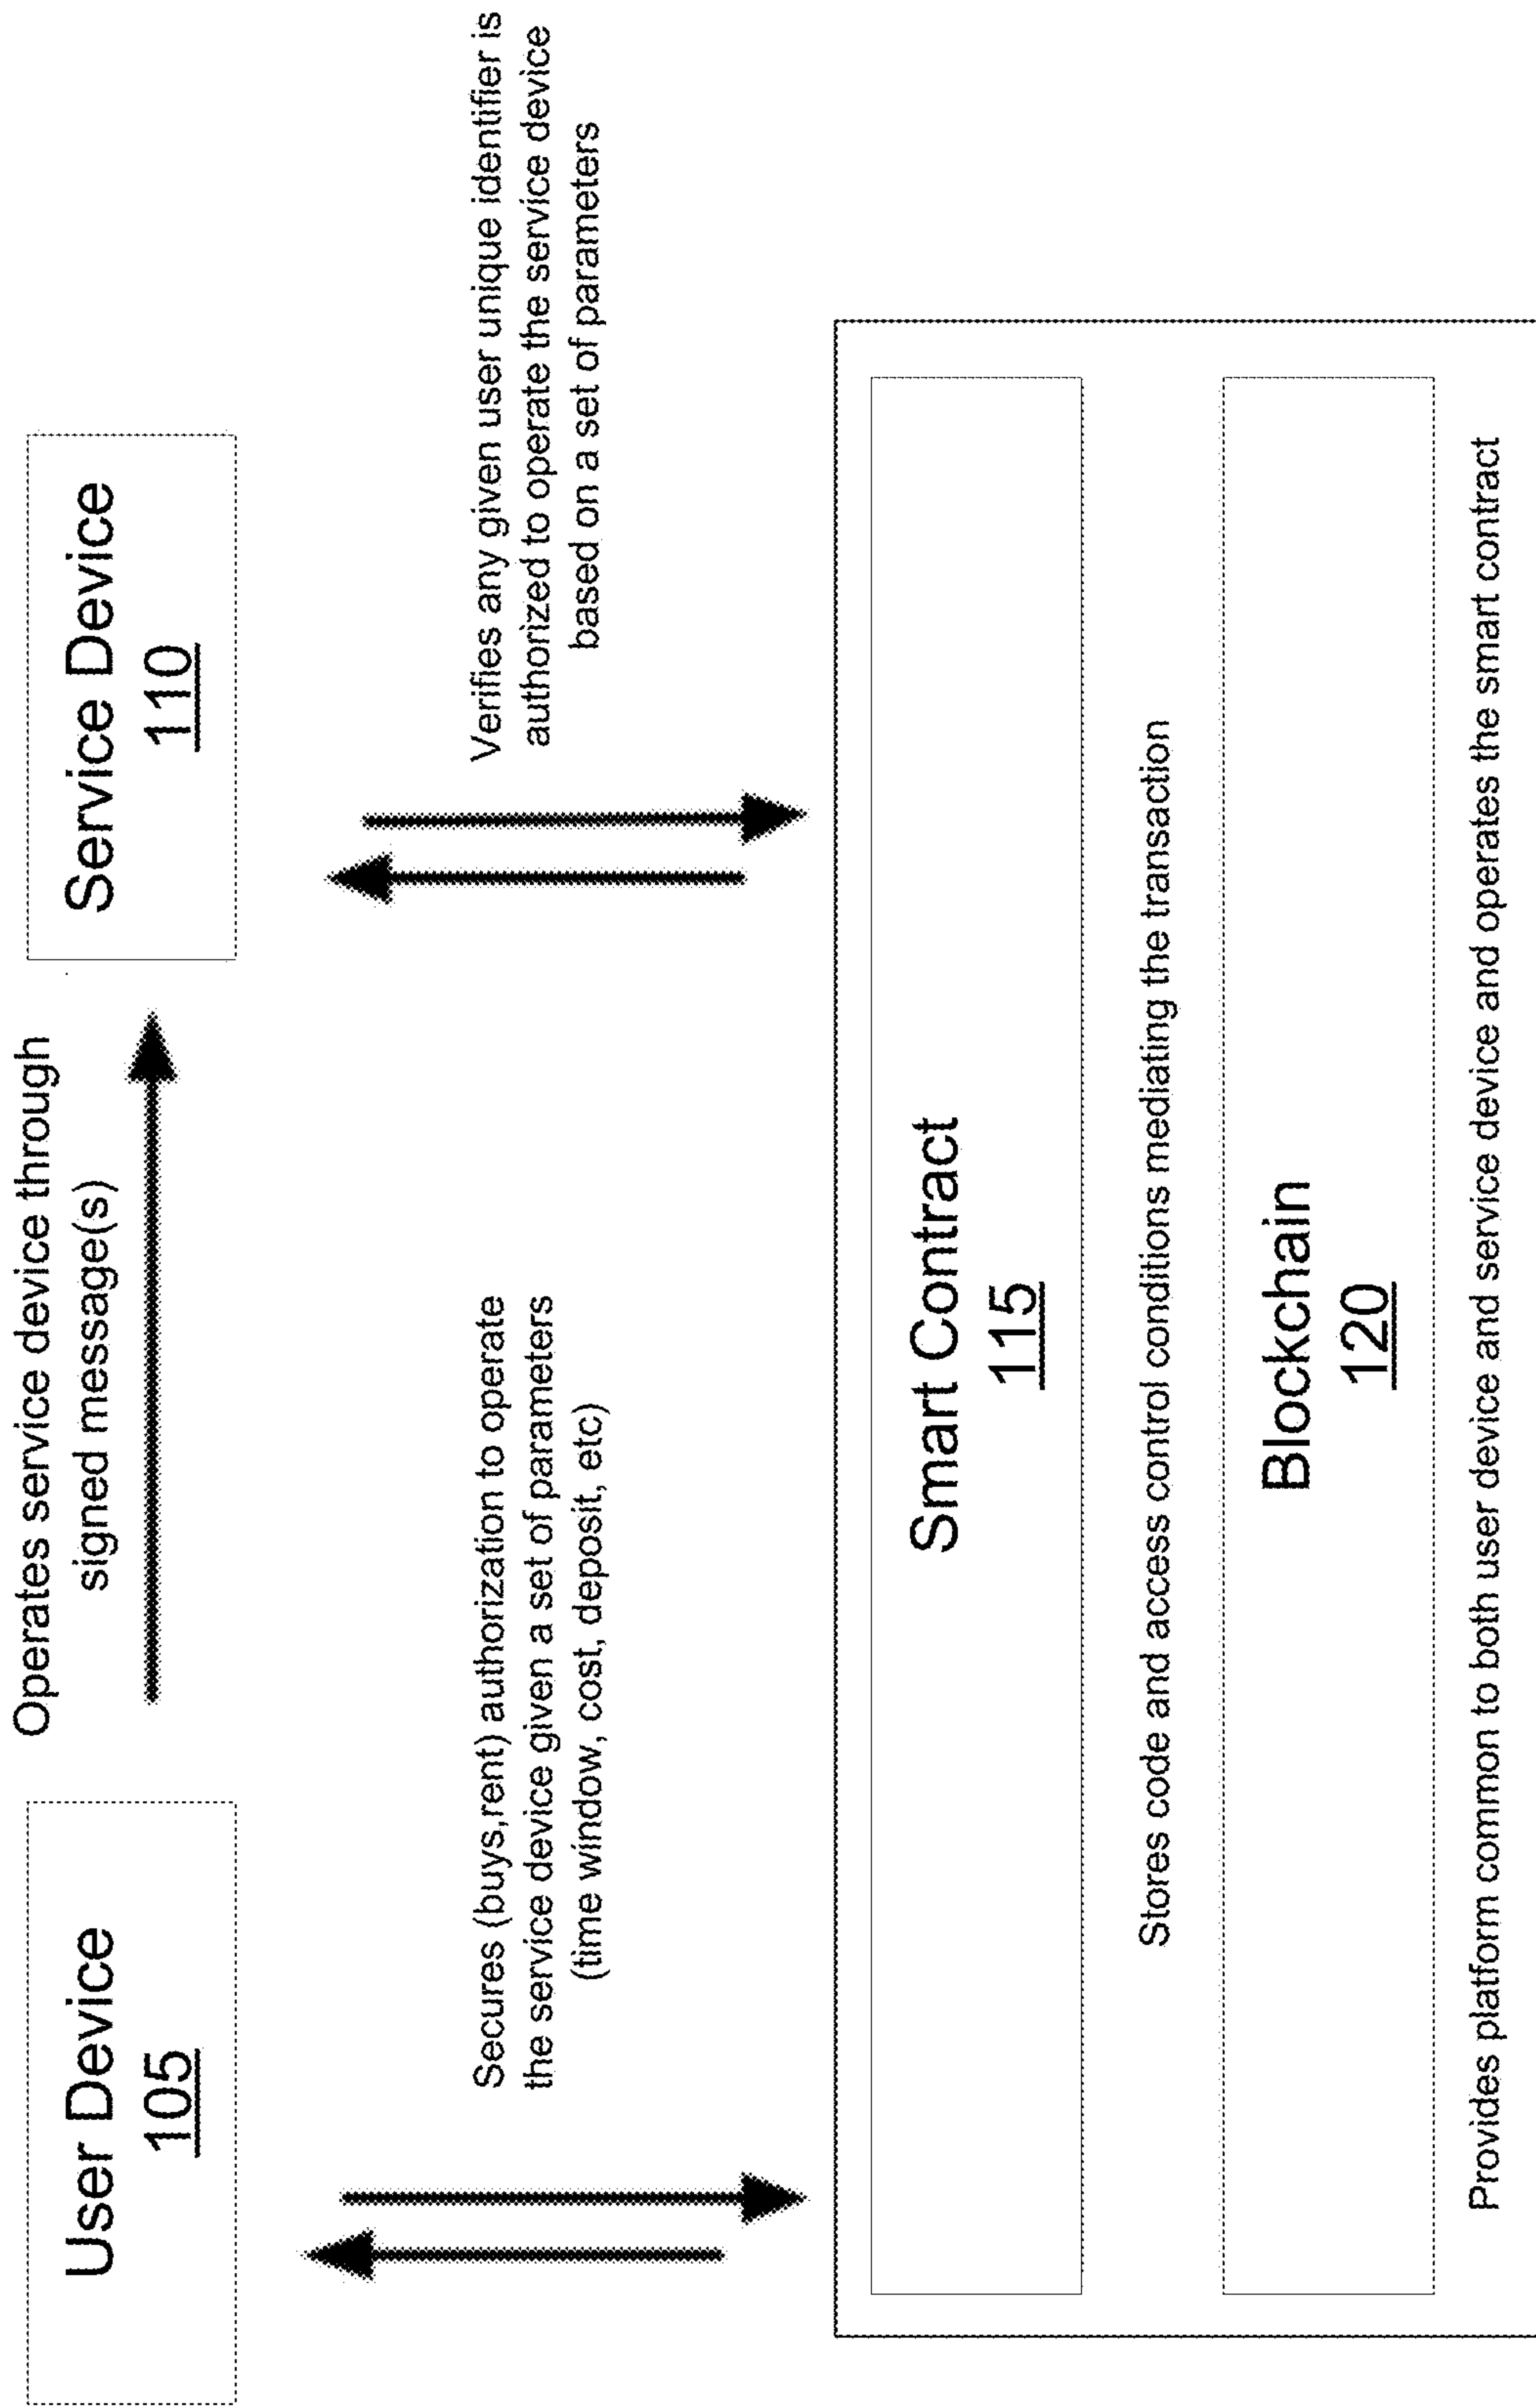 User Device
105
Operates service device through
signed message(s)
Service Device
110
Secures (buys,rent) authorization to operate
the service device given a set of parameters
(time window, cost, deposit, etc)
Verifies any given user unique identifier is
authorized to operate the service device
based on a set of parameters
Smart Contract
115
Stores code and access control conditions mediating the transaction
Blockchain
120
Provides platform common to both user device and service device and operates the smart contract